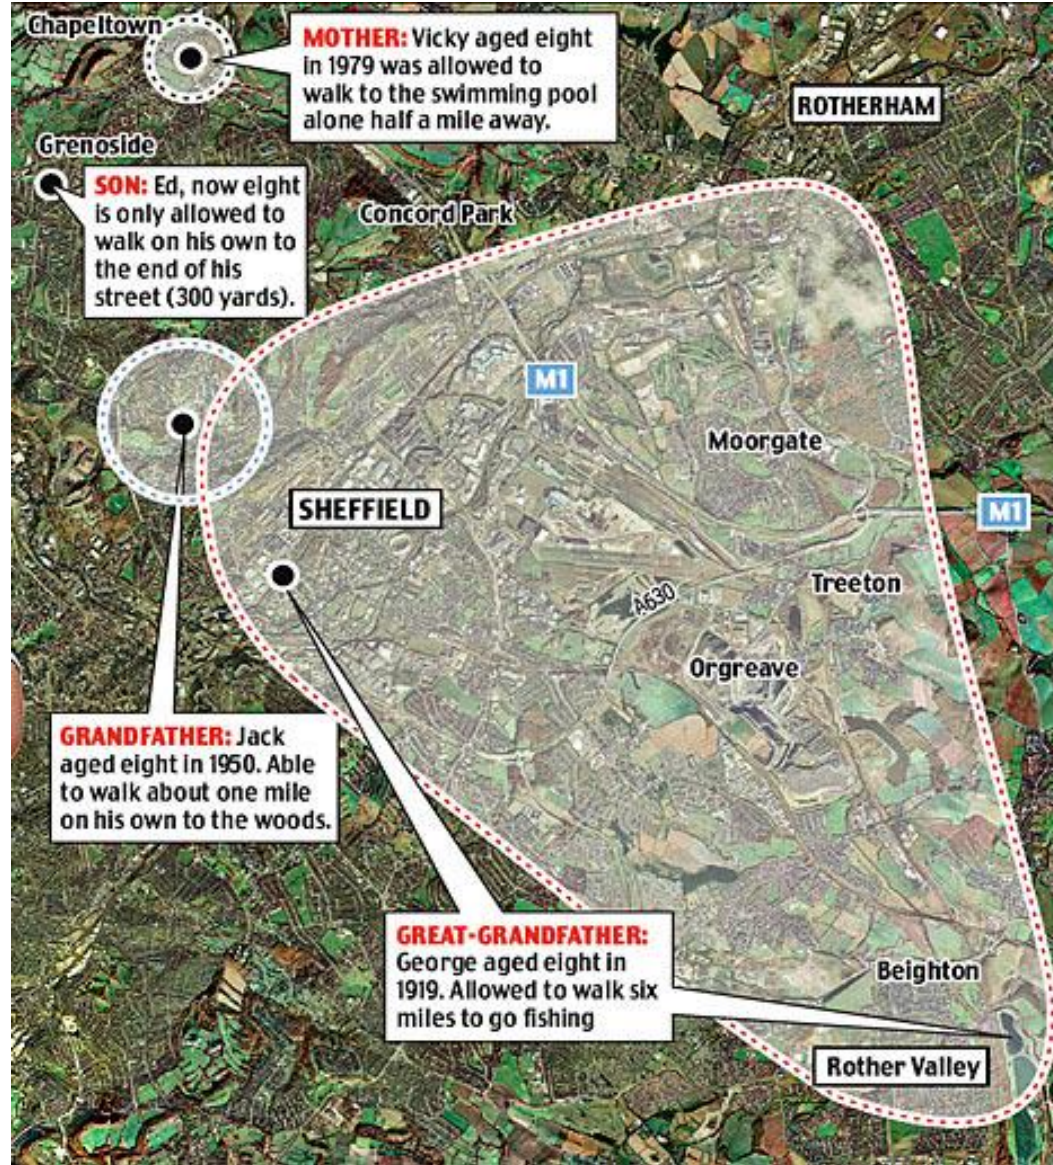 Chapeltown
MOTHER: Vicky aged eight
in 1979 was allowed to
walk to the swimming pool
alone half a mile away.
ROTHERHAM
Grenoside
SON: Ed, now eight
is only allowed to
walk on his own to
the end of his
street (300 yards).
Concord Park
M1
Moorgate
SHEFFIELD
M1
Treeton
A630
Orgreave
GRANDFATHER: Jack
aged eight in 1950. Able
to walk about one mile
on his own to the woods.
GREAT-GRANDFATHER:
George aged eight in
1919. Allowed to walk six
miles to go fishing
Beighton
Rother Valley